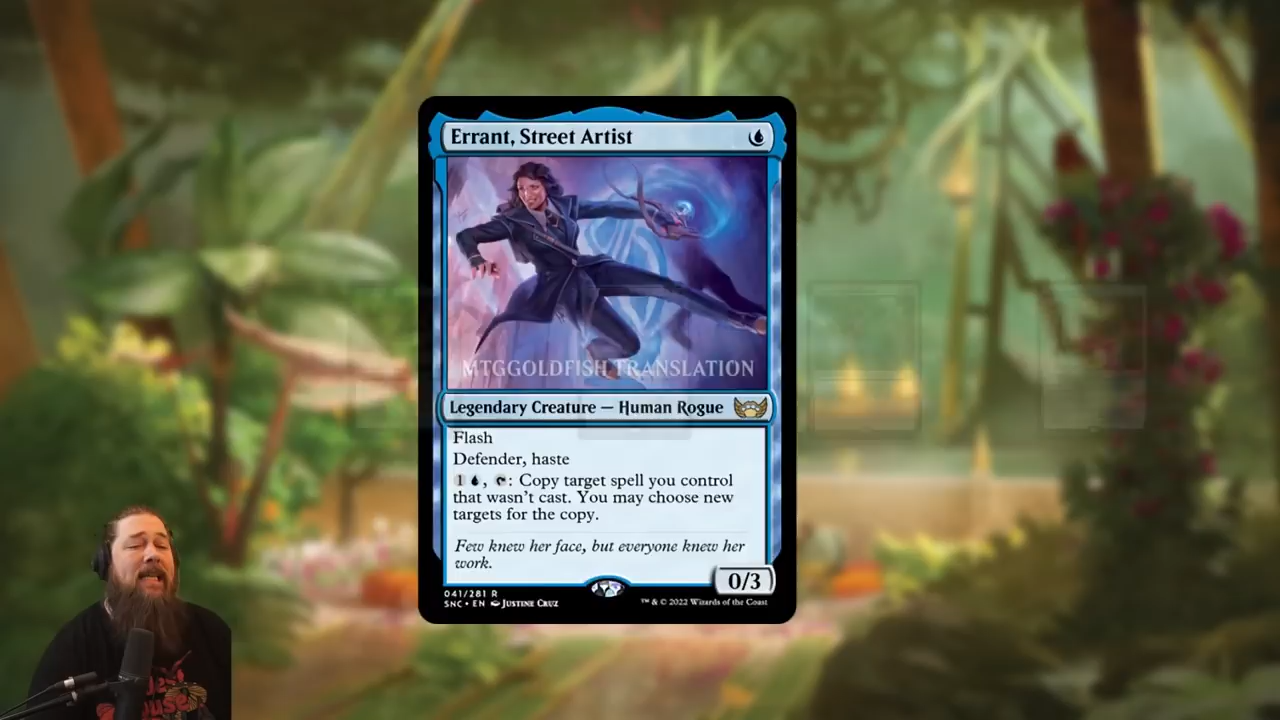 Errant, Street Artist
MTGGOLDFISH TRANSLATION
Legendary Creature — Human Rogue
Flash
Defender, haste
1, : Copy target spell you control
that wasn't cast. You may choose new
targets for the copy.
Few knew her face, but everyone knew her
work.
0/3
041/281 R
SNC • EN JUSTINE CRUZ
™ & © 2022 Wizards of the Coast